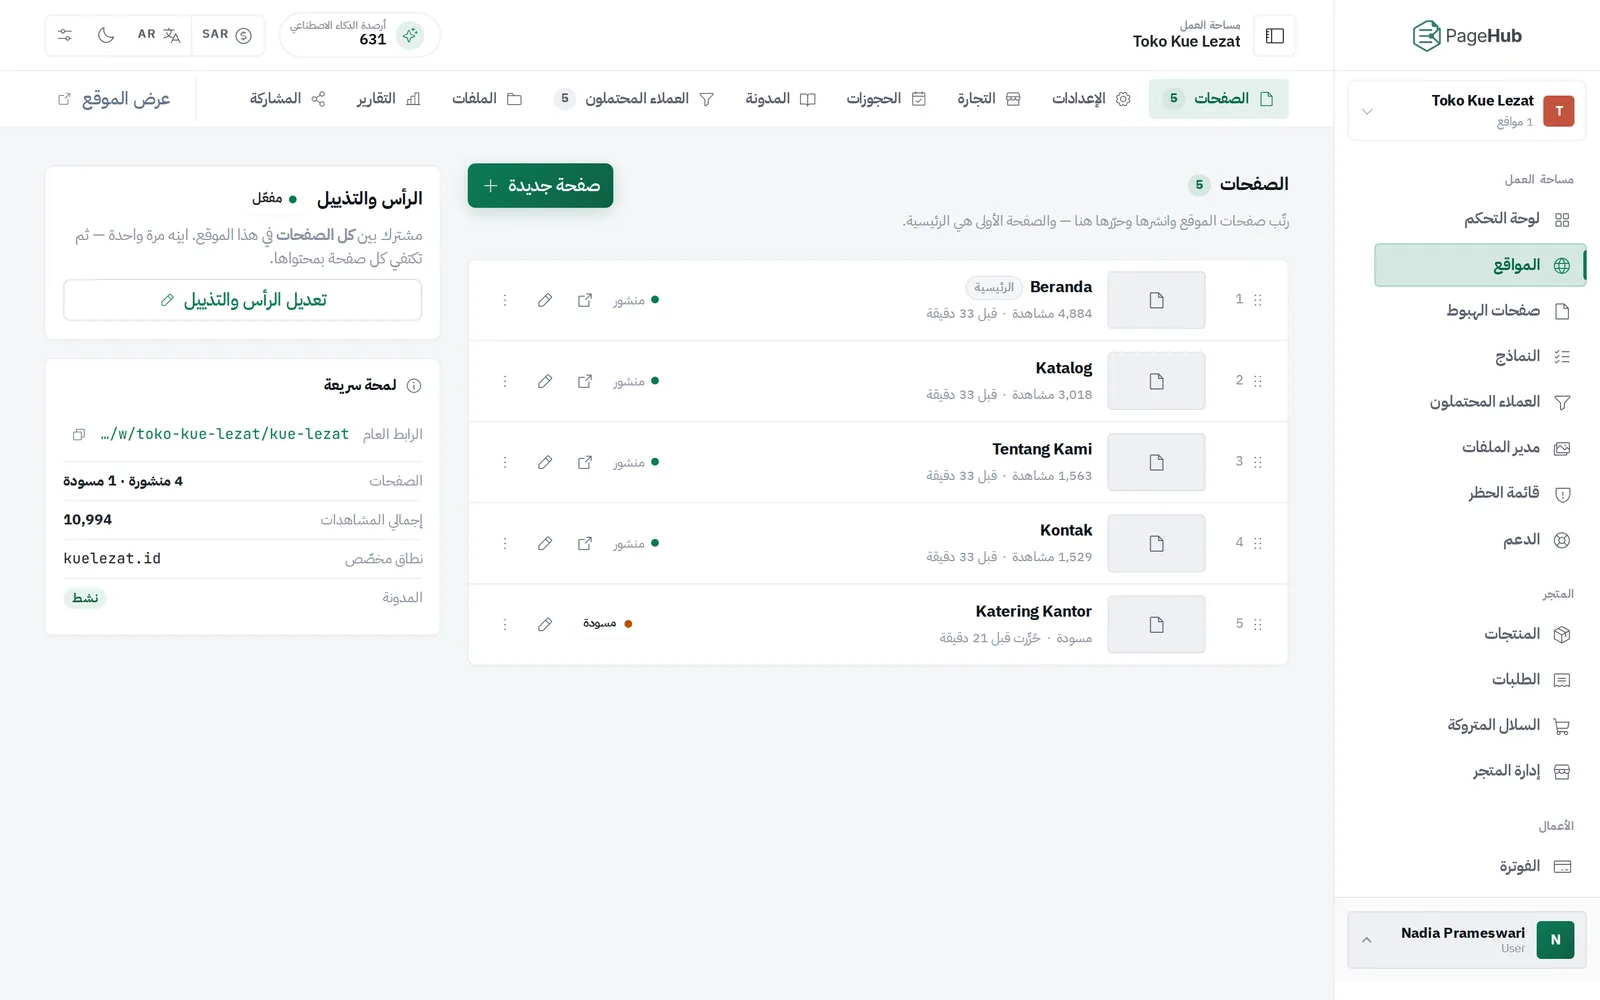 PageHub
Toko Kue Lezat
1 مواقع
T
مساحة العمل
لوحة التحكم
المواقع
صفحات الهبوط
النماذج
العملاء المحتملون
مدير الملفات
قائمة الحظر
الدعم
المتجر
المنتجات
الطلبات
السلال المتروكة
إدارة المتجر
الأعمال
الفوترة
Nadia Prameswari
User
N
مساحة العمل
Toko Kue Lezat
أرصدة الذكاء الاصطناعي
631
SAR
AR
الصفحات 5
الإعدادات
التجارة
الحجوزات
المدونة
العملاء المحتملون 5
الملفات
التقارير
المشاركة
عرض الموقع
الصفحات 5
رتّب صفحات الموقع وانشرها وحرّرها هنا — والصفحة الأولى هي الرئيسية.
صفحة جديدة
1
Beranda الرئيسية
4,884 مشاهدة · قبل 33 دقيقة
منشور
2
Katalog
3,018 مشاهدة · قبل 33 دقيقة
منشور
3
Tentang Kami
1,563 مشاهدة · قبل 33 دقيقة
منشور
4
Kontak
1,529 مشاهدة · قبل 33 دقيقة
منشور
5
Katering Kantor
مسودة · حُرِّرت قبل 21 دقيقة
مسودة
الرأس والتذييل
مفعّل
مشترك بين كل الصفحات في هذا الموقع. ابنِه مرة واحدة — ثم
تكتفي كل صفحة بمحتواها.
تعديل الرأس والتذييل
لمحة سريعة
الرابط العام
…/w/toko-kue-lezat/kue-lezat
الصفحات
4 منشورة · 1 مسودة
إجمالي المشاهدات
10,994
نطاق مخصّص
kuelezat.id
المدونة
نشط